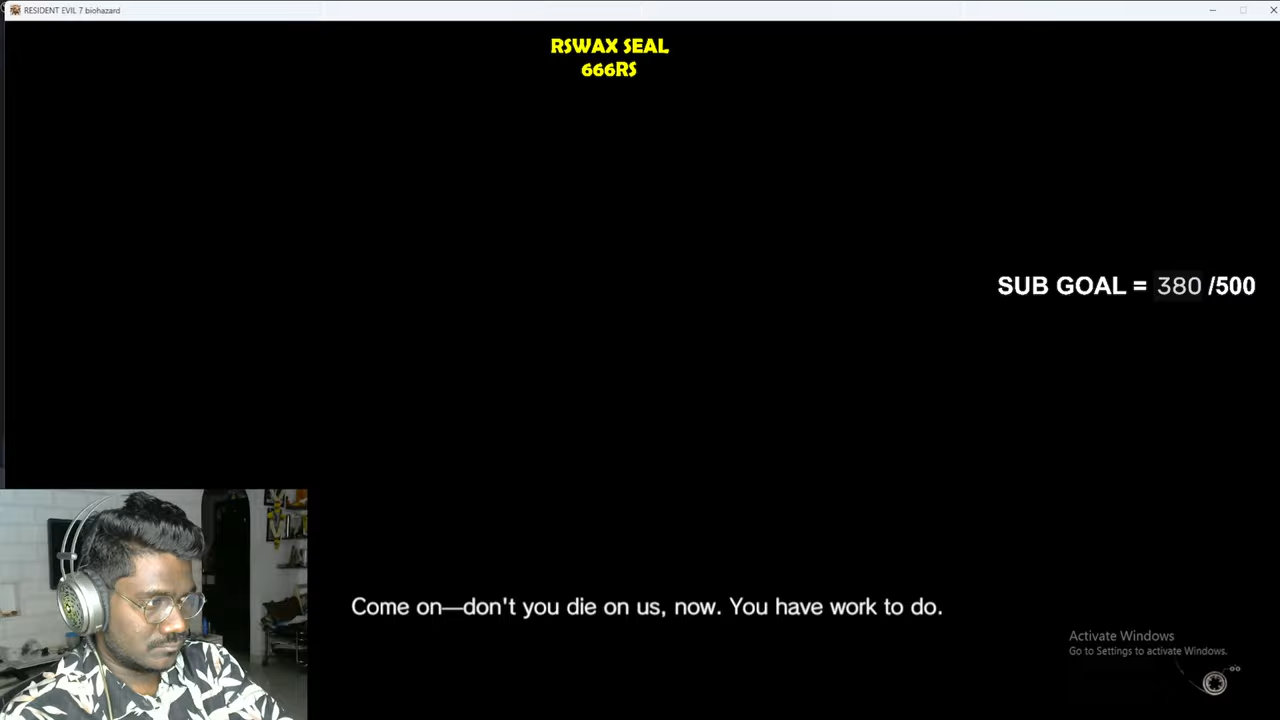 RESIDENT EVIL 7 biohazard
RSWAX SEAL
666RS
SUB GOAL = 380 /500
Come on—don't you die on us, now. You have work to do.
Activate Windows
Go to Settings to activate Windows.